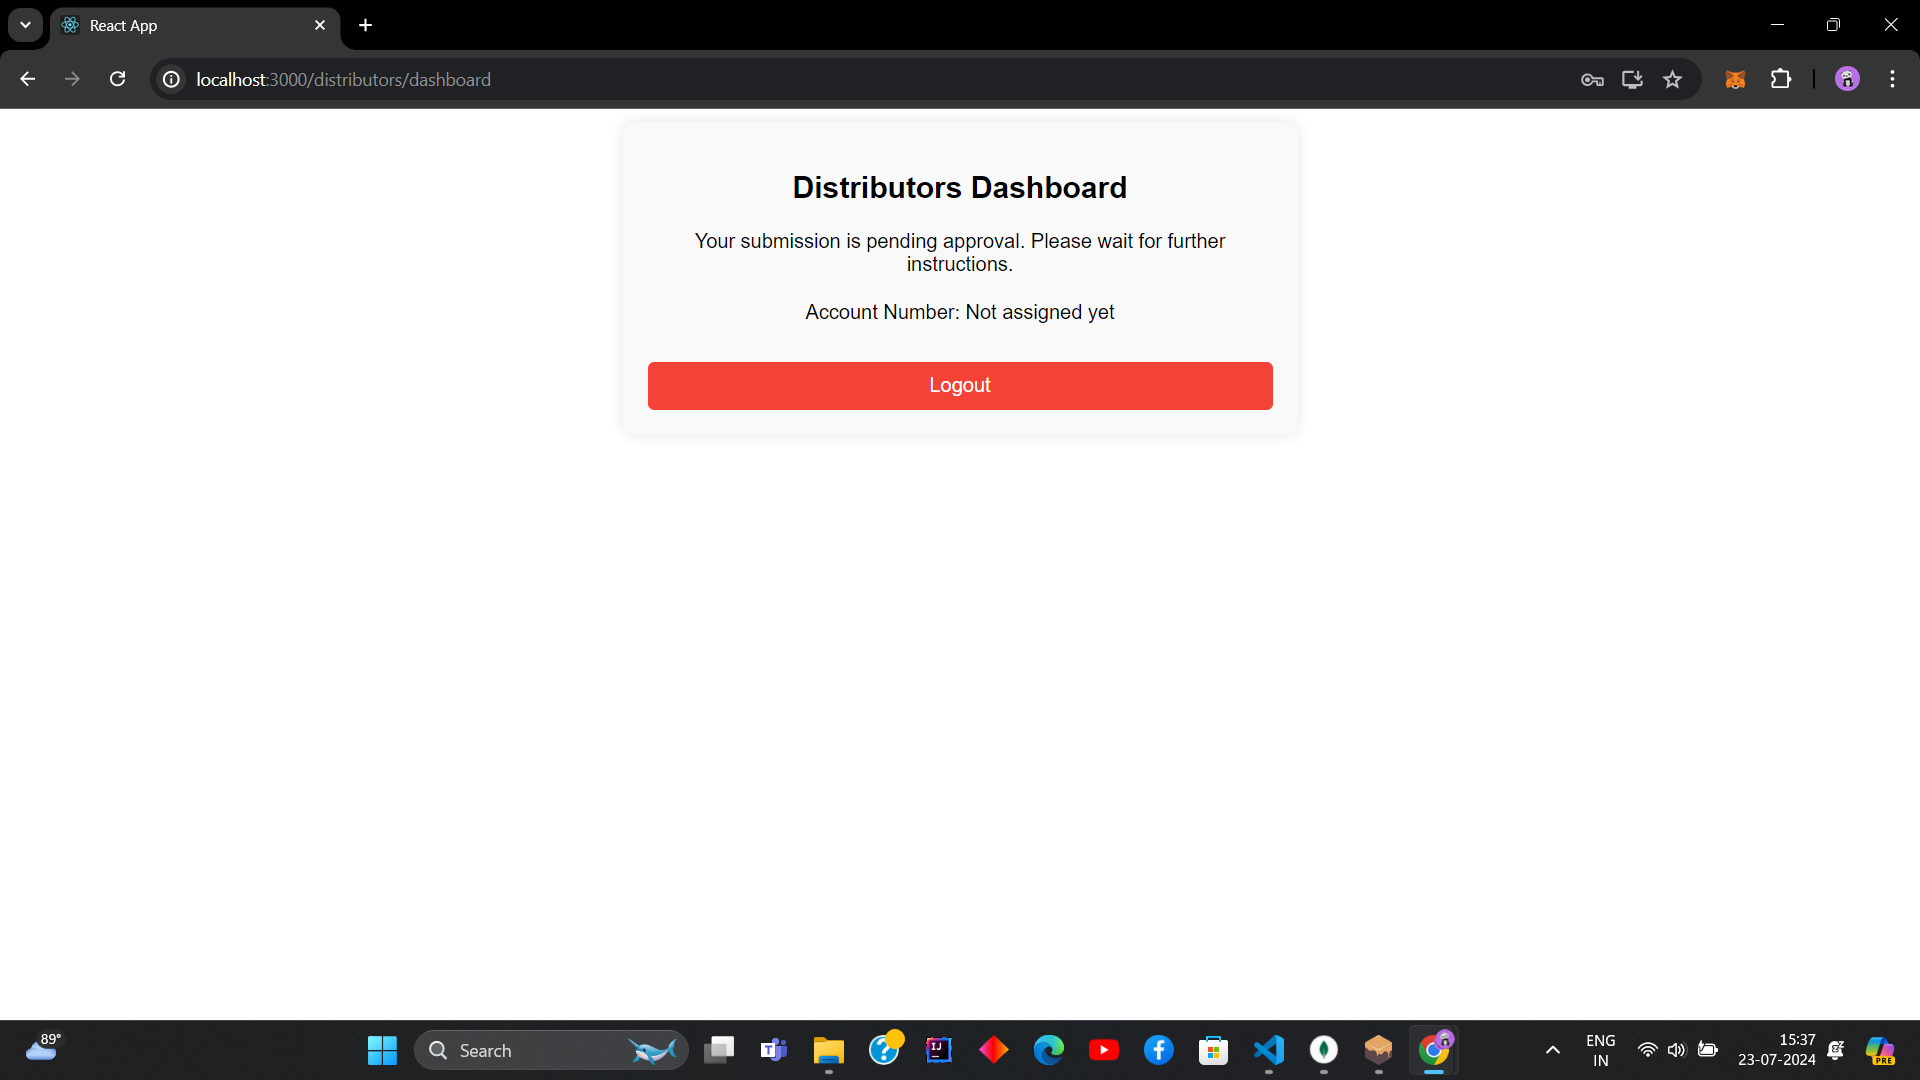 React App
localhost:3000/distributors/dashboard
Distributors Dashboard
Your submission is pending approval. Please wait for further
instructions.
Account Number: Not assigned yet
Logout
89°
Search
ENG
IN
15:37
23-07-2024
PRE